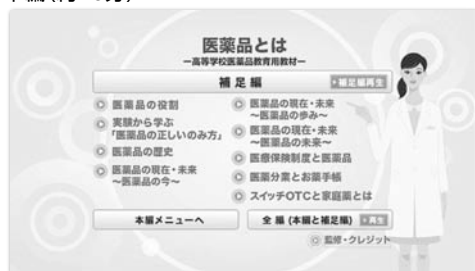 医薬品とは
ー高等学校医薬品教育用教材ー
補足編
補足編再生
医薬品の役割
実験から学ぶ
「医薬品の正しいのみ方」
医薬品の歴史
医薬品の現在・未来
～医薬品の今～
医薬品の現在・未来
～医薬品の歩み～
医薬品の現在・未来
～医薬品の未来～
医療保険制度と医薬品
医薬分業とお薬手帳
スイッチOTCと家庭薬とは
本編メニューへ
全編(本編と補足編)
再生
監修・クレジット